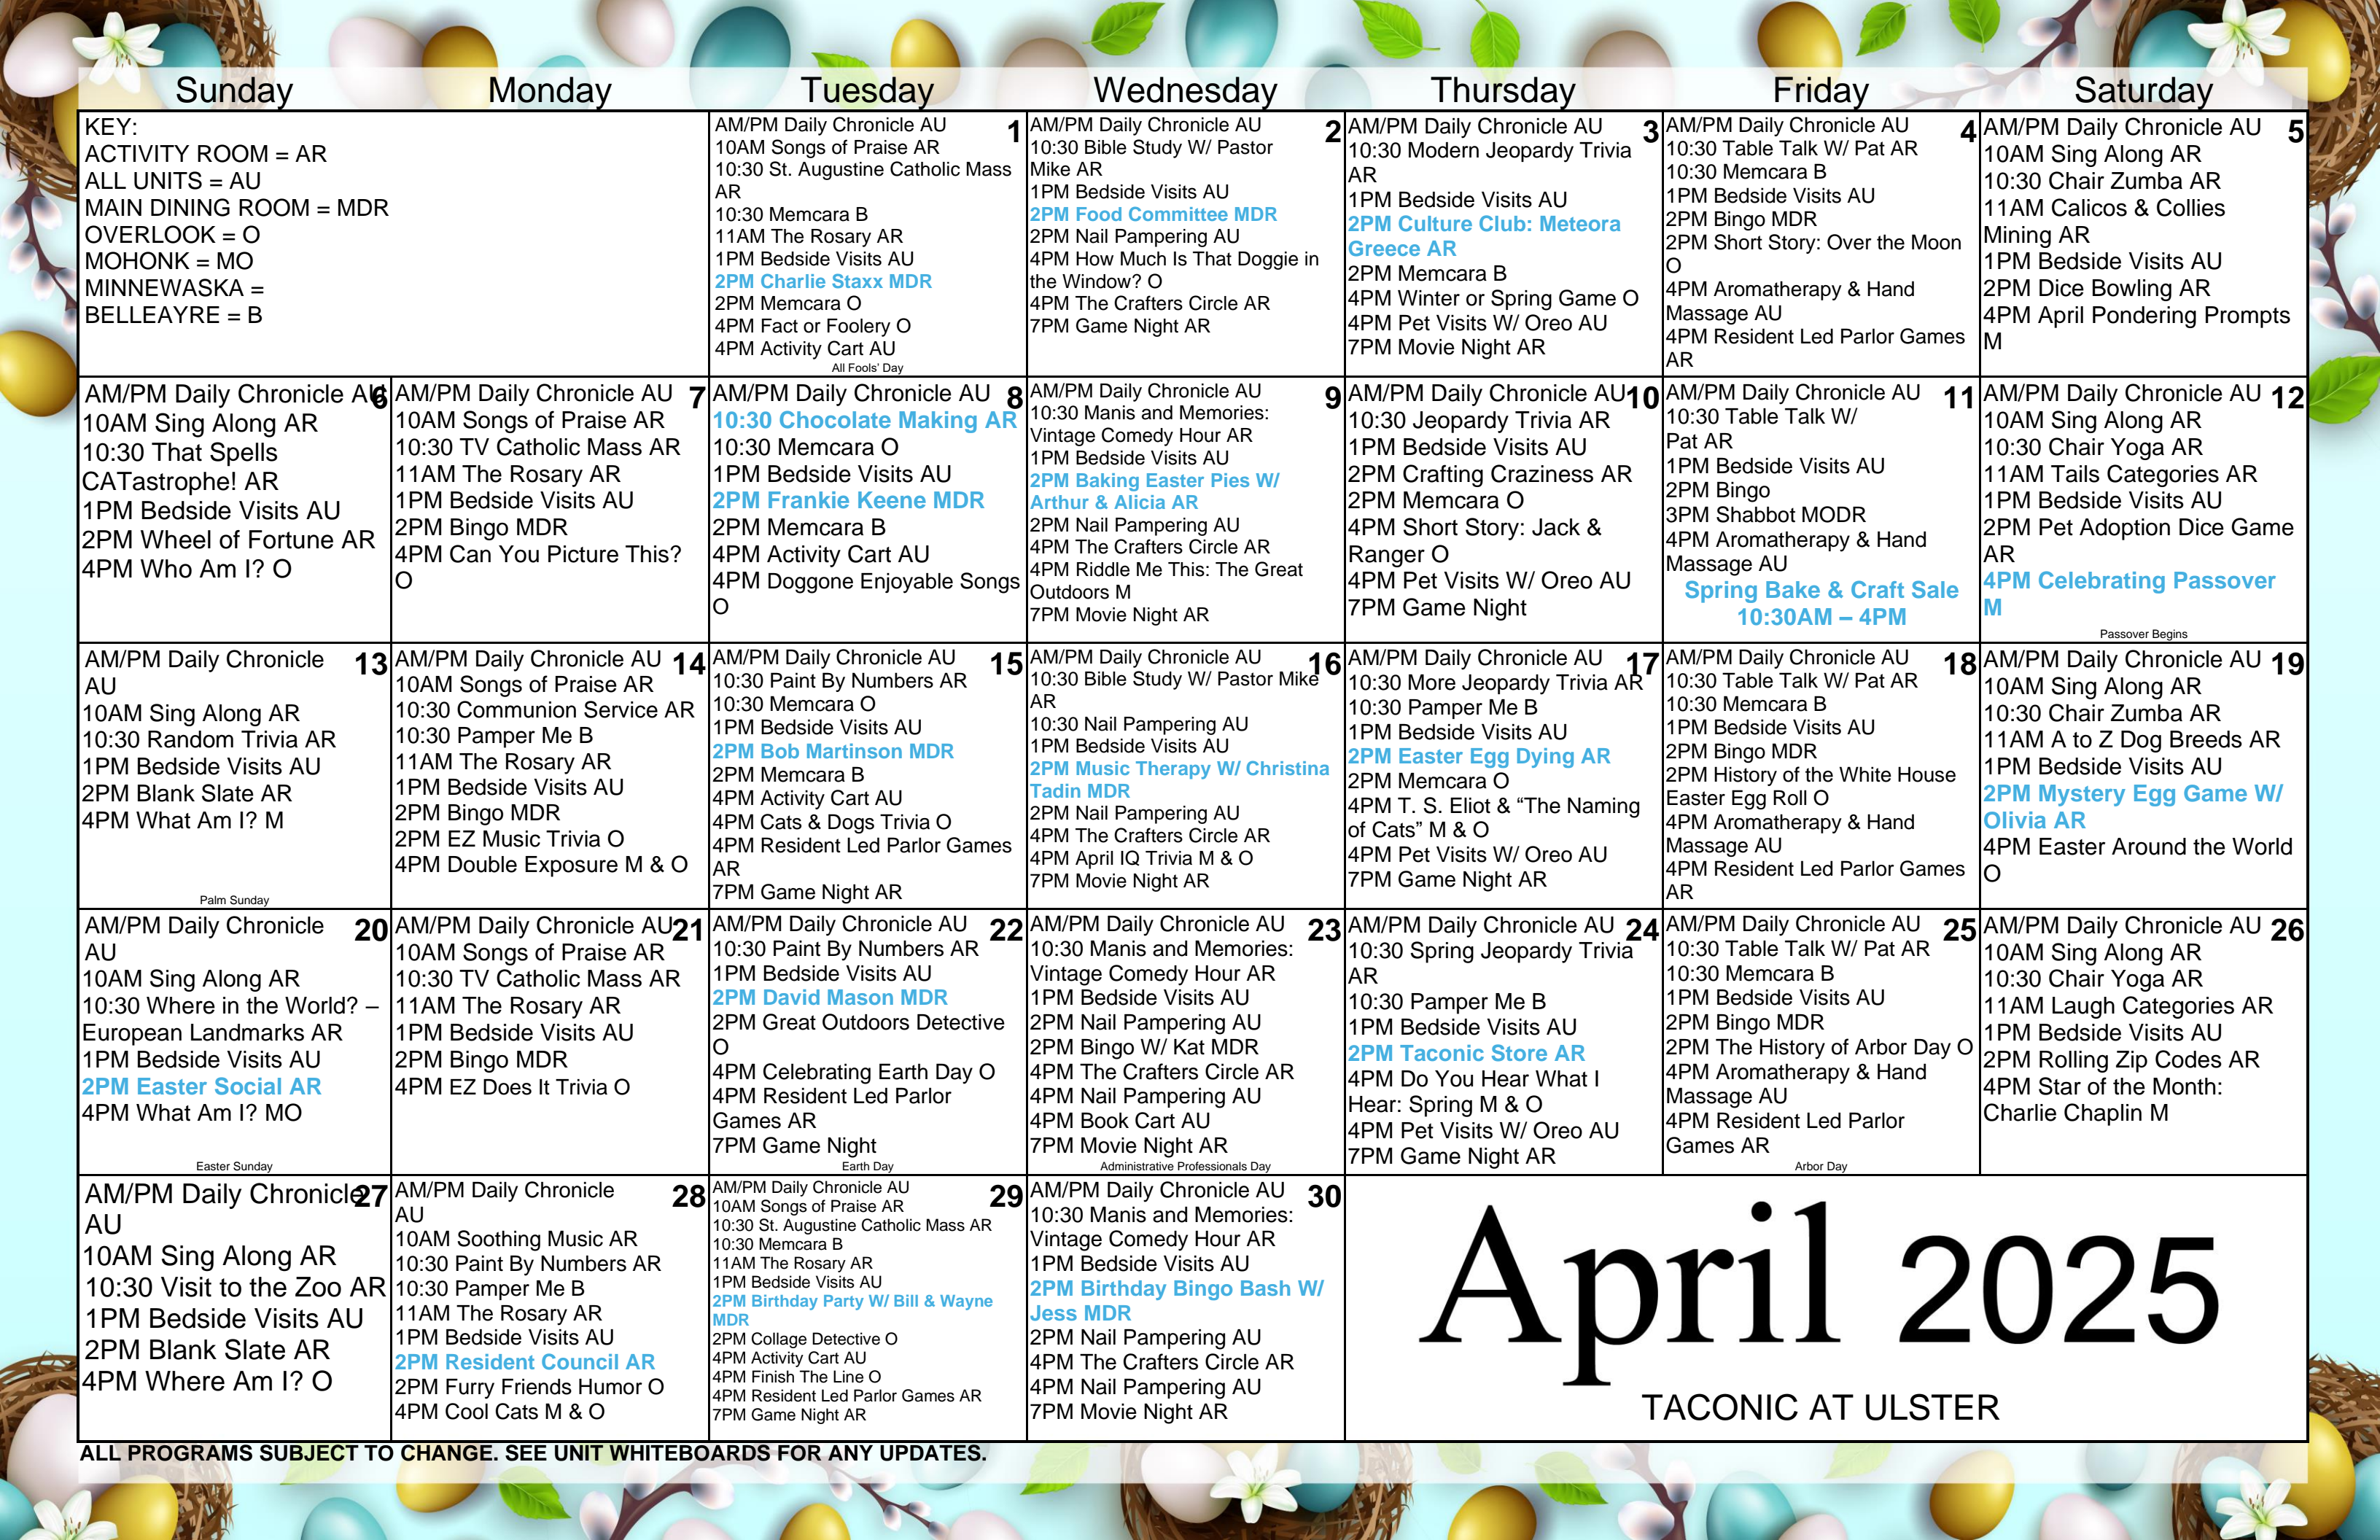 Sunday Monday Tuesday Wednesday Thursday Friday Saturday
KEY:
ACTIVITY ROOM = AR
ALL UNITS = AU
MAIN DINING ROOM = MDR
OVERLOOK = O
MOHONK = MO
MINNEWASKA =
BELLEAYRE = B
1
AM/PM Daily Chronicle AU
10AM Songs of Praise AR
10:30 St. Augustine Catholic Mass
AR
10:30 Memcara B
11AM The Rosary AR
1PM Bedside Visits AU
2PM Charlie Staxx MDR
2PM Memcara O
4PM Fact or Foolery O
4PM Activity Cart AU
All Fools' Day
2
AM/PM Daily Chronicle AU
10:30 Bible Study W/ Pastor
Mike AR
1PM Bedside Visits AU
2PM Food Committee MDR
2PM Nail Pampering AU
4PM How Much Is That Doggie in
the Window? O
4PM The Crafters Circle AR
7PM Game Night AR
3
AM/PM Daily Chronicle AU
10:30 Modern Jeopardy Trivia
AR
1PM Bedside Visits AU
2PM Culture Club: Meteora
Greece AR
2PM Memcara B
4PM Winter or Spring Game O
4PM Pet Visits W/ Oreo AU
7PM Movie Night AR
4
AM/PM Daily Chronicle AU
10:30 Table Talk W/ Pat AR
10:30 Memcara B
1PM Bedside Visits AU
2PM Bingo MDR
2PM Short Story: Over the Moon
O
4PM Aromatherapy & Hand
Massage AU
4PM Resident Led Parlor Games
AR
5
AM/PM Daily Chronicle AU
10AM Sing Along AR
10:30 Chair Zumba AR
11AM Calicos & Collies
Mining AR
1PM Bedside Visits AU
2PM Dice Bowling AR
4PM April Pondering Prompts
M
6
AM/PM Daily Chronicle AU
10AM Sing Along AR
10:30 That Spells
CATastrophe! AR
1PM Bedside Visits AU
2PM Wheel of Fortune AR
4PM Who Am I? O
7
AM/PM Daily Chronicle AU
10AM Songs of Praise AR
10:30 TV Catholic Mass AR
11AM The Rosary AR
1PM Bedside Visits AU
2PM Bingo MDR
4PM Can You Picture This?
O
8
AM/PM Daily Chronicle AU
10:30 Chocolate Making AR
10:30 Memcara O
1PM Bedside Visits AU
2PM Frankie Keene MDR
2PM Memcara B
4PM Activity Cart AU
4PM Doggone Enjoyable Songs
O
9
AM/PM Daily Chronicle AU
10:30 Manis and Memories:
Vintage Comedy Hour AR
1PM Bedside Visits AU
2PM Baking Easter Pies W/
Arthur & Alicia AR
2PM Nail Pampering AU
4PM The Crafters Circle AR
4PM Riddle Me This: The Great
Outdoors M
7PM Movie Night AR
10
AM/PM Daily Chronicle AU
10:30 Jeopardy Trivia AR
1PM Bedside Visits AU
2PM Crafting Craziness AR
2PM Memcara O
4PM Short Story: Jack &
Ranger O
4PM Pet Visits W/ Oreo AU
7PM Game Night
11
AM/PM Daily Chronicle AU
10:30 Table Talk W/
Pat AR
1PM Bedside Visits AU
2PM Bingo
3PM Shabbot MODR
4PM Aromatherapy & Hand
Massage AU
Spring Bake & Craft Sale
10:30AM – 4PM
12
AM/PM Daily Chronicle AU
10AM Sing Along AR
10:30 Chair Yoga AR
11AM Tails Categories AR
1PM Bedside Visits AU
2PM Pet Adoption Dice Game
AR
4PM Celebrating Passover
M
Passover Begins
13
AM/PM Daily Chronicle
AU
10AM Sing Along AR
10:30 Random Trivia AR
1PM Bedside Visits AU
2PM Blank Slate AR
4PM What Am I? M
Palm Sunday
14
AM/PM Daily Chronicle AU
10AM Songs of Praise AR
10:30 Communion Service AR
10:30 Pamper Me B
11AM The Rosary AR
1PM Bedside Visits AU
2PM Bingo MDR
2PM EZ Music Trivia O
4PM Double Exposure M & O
15
AM/PM Daily Chronicle AU
10:30 Paint By Numbers AR
10:30 Memcara O
1PM Bedside Visits AU
2PM Bob Martinson MDR
2PM Memcara B
4PM Activity Cart AU
4PM Cats & Dogs Trivia O
4PM Resident Led Parlor Games
AR
7PM Game Night AR
16
AM/PM Daily Chronicle AU
10:30 Bible Study W/ Pastor Mike
AR
10:30 Nail Pampering AU
1PM Bedside Visits AU
2PM Music Therapy W/ Christina
Tadin MDR
2PM Nail Pampering AU
4PM The Crafters Circle AR
4PM April IQ Trivia M & O
7PM Movie Night AR
17
AM/PM Daily Chronicle AU
10:30 More Jeopardy Trivia AR
10:30 Pamper Me B
1PM Bedside Visits AU
2PM Easter Egg Dying AR
2PM Memcara O
4PM T. S. Eliot & “The Naming
of Cats” M & O
4PM Pet Visits W/ Oreo AU
7PM Game Night AR
18
AM/PM Daily Chronicle AU
10:30 Table Talk W/ Pat AR
10:30 Memcara B
1PM Bedside Visits AU
2PM Bingo MDR
2PM History of the White House
Easter Egg Roll O
4PM Aromatherapy & Hand
Massage AU
4PM Resident Led Parlor Games
AR
19
AM/PM Daily Chronicle AU
10AM Sing Along AR
10:30 Chair Zumba AR
11AM A to Z Dog Breeds AR
1PM Bedside Visits AU
2PM Mystery Egg Game W/
Olivia AR
4PM Easter Around the World
O
20
AM/PM Daily Chronicle
AU
10AM Sing Along AR
10:30 Where in the World? –
European Landmarks AR
1PM Bedside Visits AU
2PM Easter Social AR
4PM What Am I? MO
Easter Sunday
21
AM/PM Daily Chronicle AU
10AM Songs of Praise AR
10:30 TV Catholic Mass AR
11AM The Rosary AR
1PM Bedside Visits AU
2PM Bingo MDR
4PM EZ Does It Trivia O
22
AM/PM Daily Chronicle AU
10:30 Paint By Numbers AR
1PM Bedside Visits AU
2PM David Mason MDR
2PM Great Outdoors Detective
O
4PM Celebrating Earth Day O
4PM Resident Led Parlor
Games AR
7PM Game Night
Earth Day
23
AM/PM Daily Chronicle AU
10:30 Manis and Memories:
Vintage Comedy Hour AR
1PM Bedside Visits AU
2PM Nail Pampering AU
2PM Bingo W/ Kat MDR
4PM The Crafters Circle AR
4PM Nail Pampering AU
4PM Book Cart AU
7PM Movie Night AR
Administrative Professionals Day
24
AM/PM Daily Chronicle AU
10:30 Spring Jeopardy Trivia
AR
10:30 Pamper Me B
1PM Bedside Visits AU
2PM Taconic Store AR
4PM Do You Hear What I
Hear: Spring M & O
4PM Pet Visits W/ Oreo AU
7PM Game Night AR
25
AM/PM Daily Chronicle AU
10:30 Table Talk W/ Pat AR
10:30 Memcara B
1PM Bedside Visits AU
2PM Bingo MDR
2PM The History of Arbor Day O
4PM Aromatherapy & Hand
Massage AU
4PM Resident Led Parlor
Games AR
Arbor Day
26
AM/PM Daily Chronicle AU
10AM Sing Along AR
10:30 Chair Yoga AR
11AM Laugh Categories AR
1PM Bedside Visits AU
2PM Rolling Zip Codes AR
4PM Star of the Month:
Charlie Chaplin M
27
AM/PM Daily Chronicle
AU
10AM Sing Along AR
10:30 Visit to the Zoo AR
1PM Bedside Visits AU
2PM Blank Slate AR
4PM Where Am I? O
28
AM/PM Daily Chronicle
AU
10AM Soothing Music AR
10:30 Paint By Numbers AR
10:30 Pamper Me B
11AM The Rosary AR
1PM Bedside Visits AU
2PM Resident Council AR
2PM Furry Friends Humor O
4PM Cool Cats M & O
29
AM/PM Daily Chronicle AU
10AM Songs of Praise AR
10:30 St. Augustine Catholic Mass AR
10:30 Memcara B
11AM The Rosary AR
1PM Bedside Visits AU
2PM Birthday Party W/ Bill & Wayne
MDR
2PM Collage Detective O
4PM Activity Cart AU
4PM Finish The Line O
4PM Resident Led Parlor Games AR
7PM Game Night AR
30
AM/PM Daily Chronicle AU
10:30 Manis and Memories:
Vintage Comedy Hour AR
1PM Bedside Visits AU
2PM Birthday Bingo Bash W/
Jess MDR
2PM Nail Pampering AU
4PM The Crafters Circle AR
4PM Nail Pampering AU
7PM Movie Night AR
April 2025
TACONIC AT ULSTER
ALL PROGRAMS SUBJECT TO CHANGE. SEE UNIT WHITEBOARDS FOR ANY UPDATES.